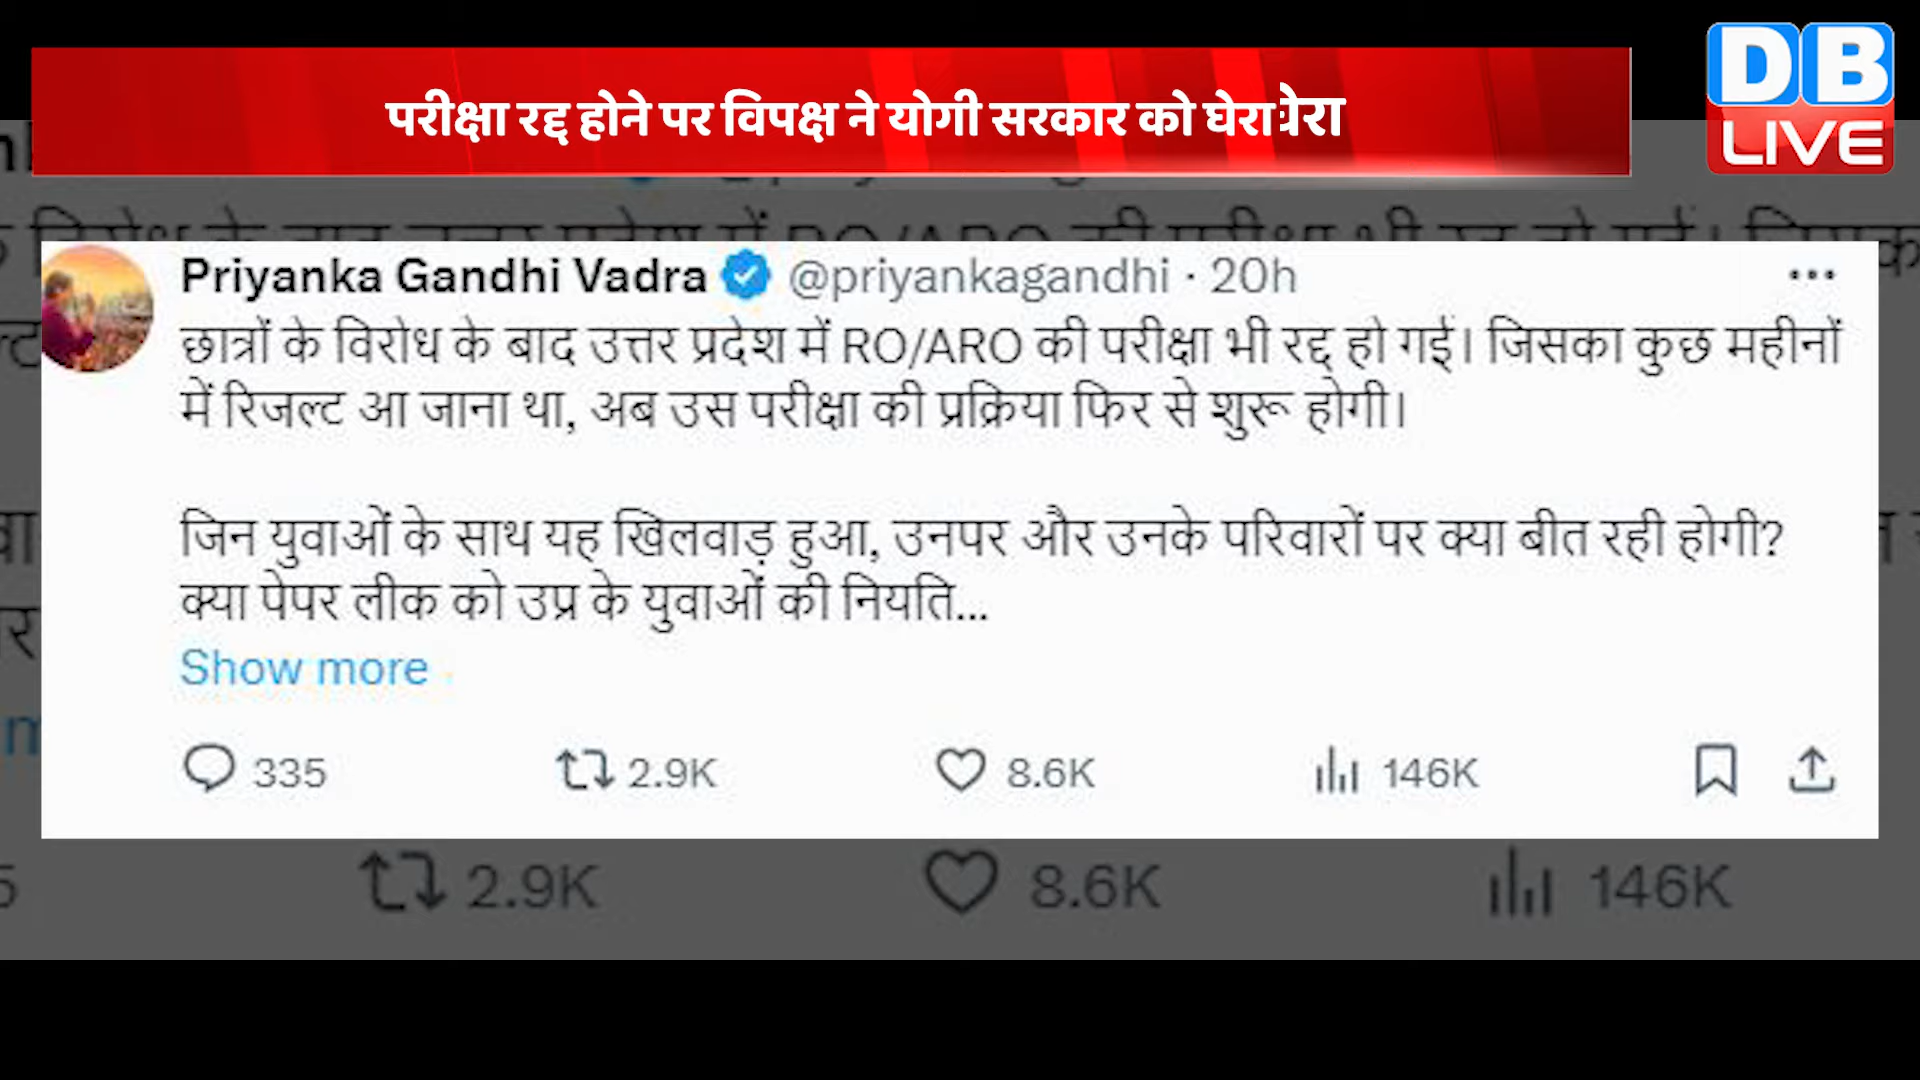 परीक्षा रद्द होने पर विपक्ष ने योगी सरकार को घेरा
DB
LIVE
Priyanka Gandhi Vadra @priyankagandhi · 20h
छात्रों के विरोध के बाद उत्तर प्रदेश में RO/ARO की परीक्षा भी रद्द हो गई। जिसका कुछ महीनों
में रिजल्ट आ जाना था, अब उस परीक्षा की प्रक्रिया फिर से शुरू होगी।
जिन युवाओं के साथ यह खिलवाड़ हुआ, उनपर और उनके परिवारों पर क्या बीत रही होगी?
क्या पेपर लीक को उप्र के युवाओं की नियति...
Show more
335 2.9K 8.6K 146K
2.9K 8.6K 146K